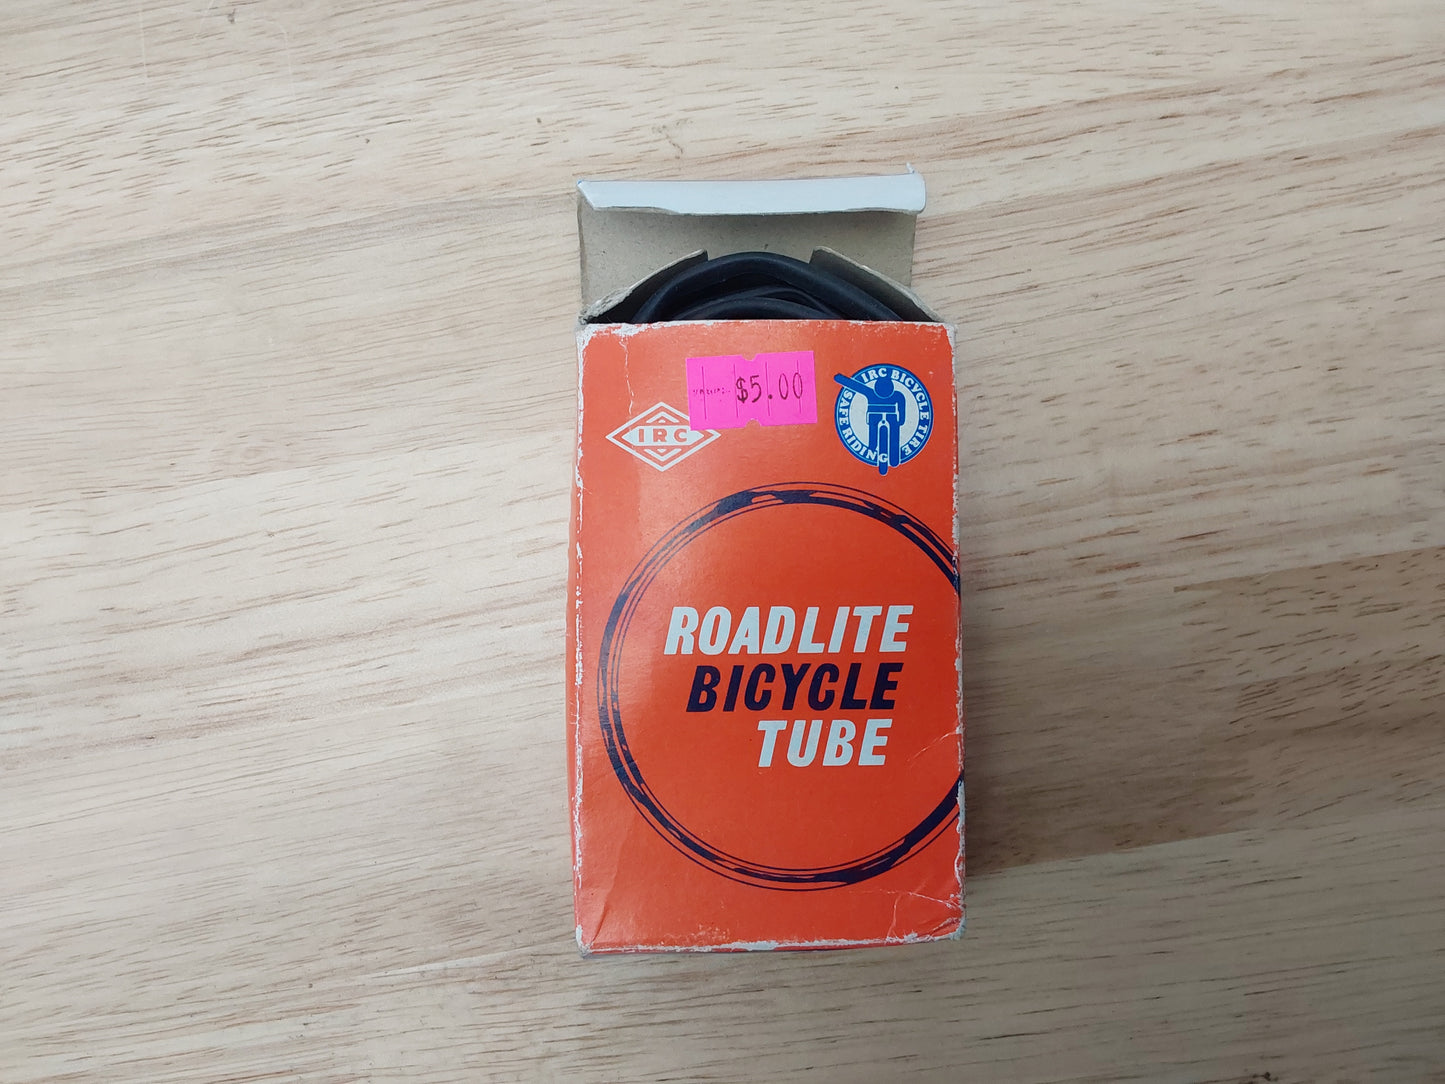 $5.00
IRC
IRC BICYCLE TIRE
SAFE RIDING
ROADLITE
BICYCLE
TUBE